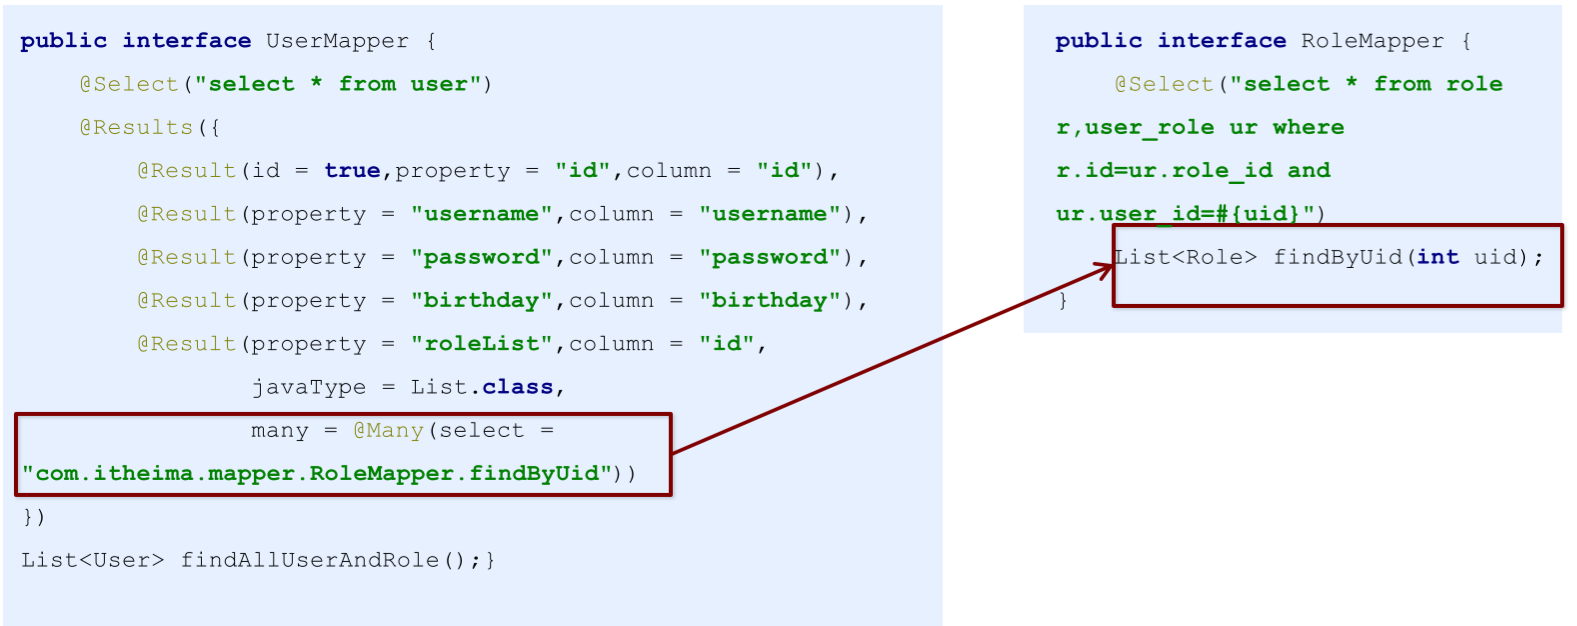 public interface UserMapper {
    @Select("select * from user")
    @Results({
        @Result(id = true,property = "id",column = "id"),
        @Result(property = "username",column = "username"),
        @Result(property = "password",column = "password"),
        @Result(property = "birthday",column = "birthday"),
        @Result(property = "roleList",column = "id",
                javaType = List.class,
                many = @Many(select =
"com.itheima.mapper.RoleMapper.findByUid"))
})
List<User> findAllUserAndRole();}
public interface RoleMapper {
    @Select("select * from role
r,user_role ur where
r.id=ur.role_id and
ur.user_id=#{uid}")
    List<Role> findByUid(int uid);
}